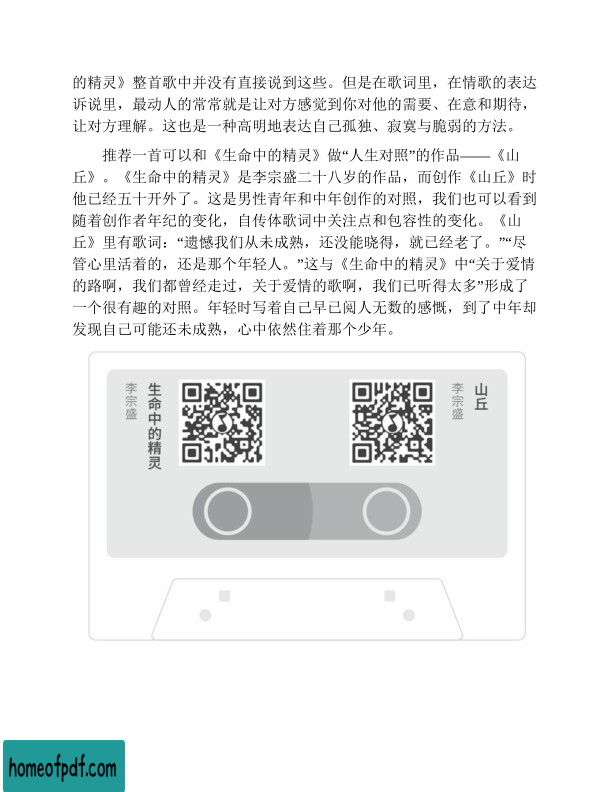 的精灵》整首歌中并没有直接说到这些。但是在歌词里，在情歌的表达
诉说里，最动人的常常就是让对方感觉到你对他的需要、在意和期待，
让对方理解。这也是一种高明地表达自己孤独、寂寞与脆弱的方法。
推荐一首可以和《生命中的精灵》做“人生对照”的作品——《山
丘》。《生命中的精灵》是李宗盛二十八岁的作品，而创作《山丘》时
他已经五十开外了。这是男性青年和中年创作的对照，我们也可以看到
随着创作者年纪的变化，自传体歌词中关注点和包容性的变化。《山
丘》里有歌词：“遗憾我们从未成熟，还没能晓得，就已经老了。”“尽
管心里活着的，还是那个年轻人。”这与《生命中的精灵》中“关于爱情
的路啊，我们都曾经走过，关于爱情的歌啊，我们已听得太多”形成了
一个很有趣的对照。年轻时写着自己早已阅人无数的感慨，到了中年却
发现自己可能还未成熟，心中依然住着那个少年。
生命中的精灵
李宗盛
山丘
李宗盛
homeofpdf.com